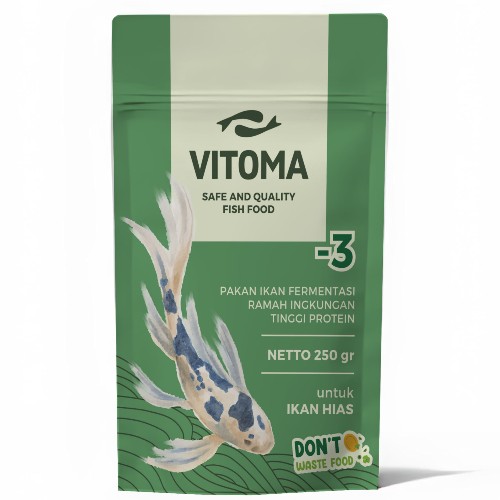 VITOMA
SAFE AND QUALITY
FISH FOOD
-3
PAKAN IKAN FERMENTASI
RAMAH INGKUNGAN
TINGGI PROTEIN
NETTO 250 gr
untuk
IKAN HIAS
DON'T
WASTE FOOD